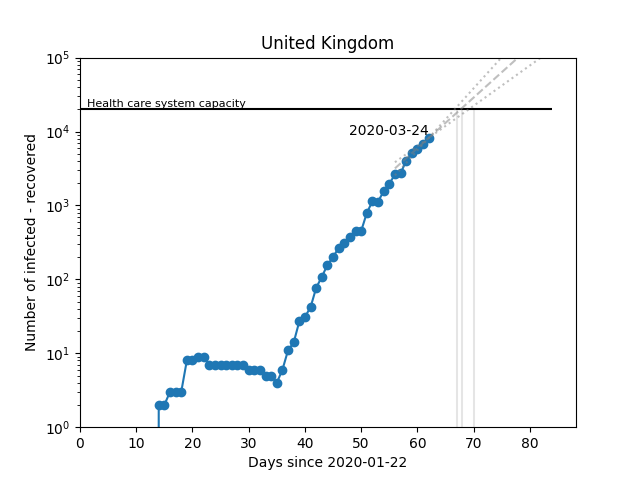 United Kingdom
10^5
Health care system capacity
10^4
2020-03-24
10^3
10^2
10^1
10^0
Number of infected - recovered
0 10 20 30 40 50 60 70 80
Days since 2020-01-22